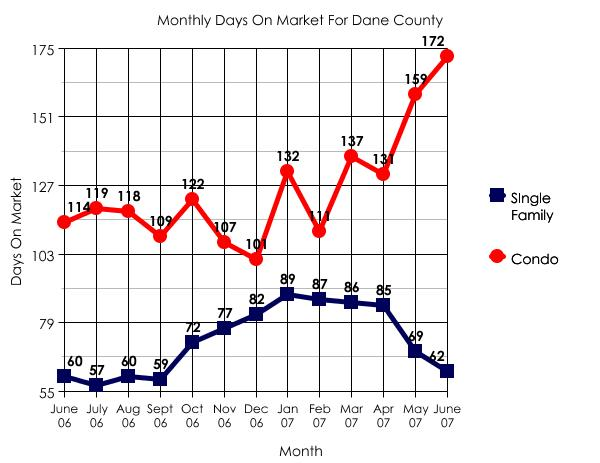 Monthly Days On Market For Dane County
175
151
127
103
79
55
Days On Market
114 119 118 109 122 107 101 132 111 137 131 159 172
60 57 60 59 72 77 82 89 87 86 85 69 62
June July Aug Sept Oct Nov Dec Jan Feb Mar Apr May June
06 06 06 06 06 06 06 07 07 07 07 07 07
Month
Single
Family
Condo